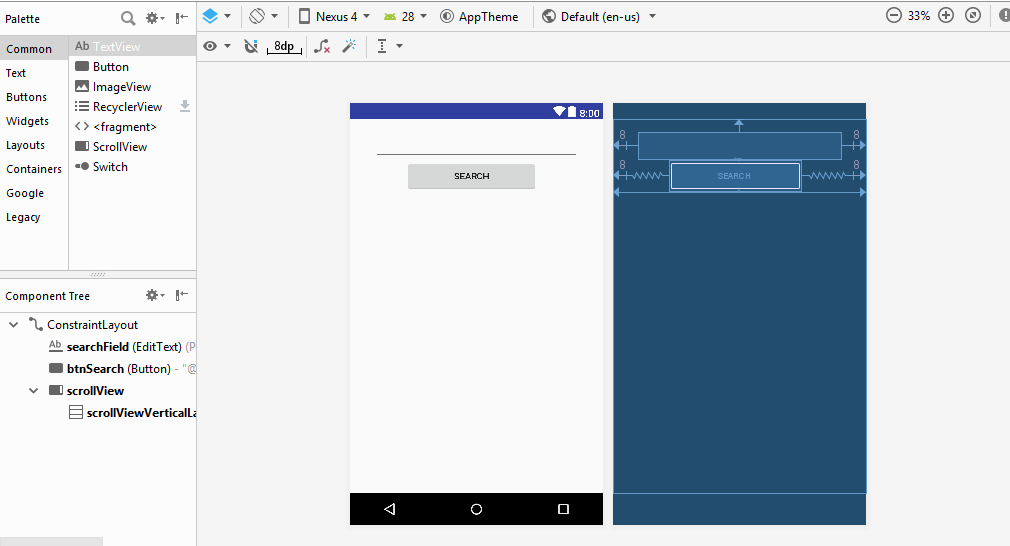 Palette
Nexus 4
28
AppTheme
Default (en-us)
33%
Common
Text
Buttons
Widgets
Layouts
Containers
Google
Legacy
Ab TextView
Button
ImageView
RecyclerView
<fragment>
ScrollView
Switch
8dp
8:00
SEARCH
8
8
8
8
SEARCH
Component Tree
ConstraintLayout
Ab searchField (EditText) (P
btnSearch (Button) - "@
scrollView
scrollViewVerticalLa